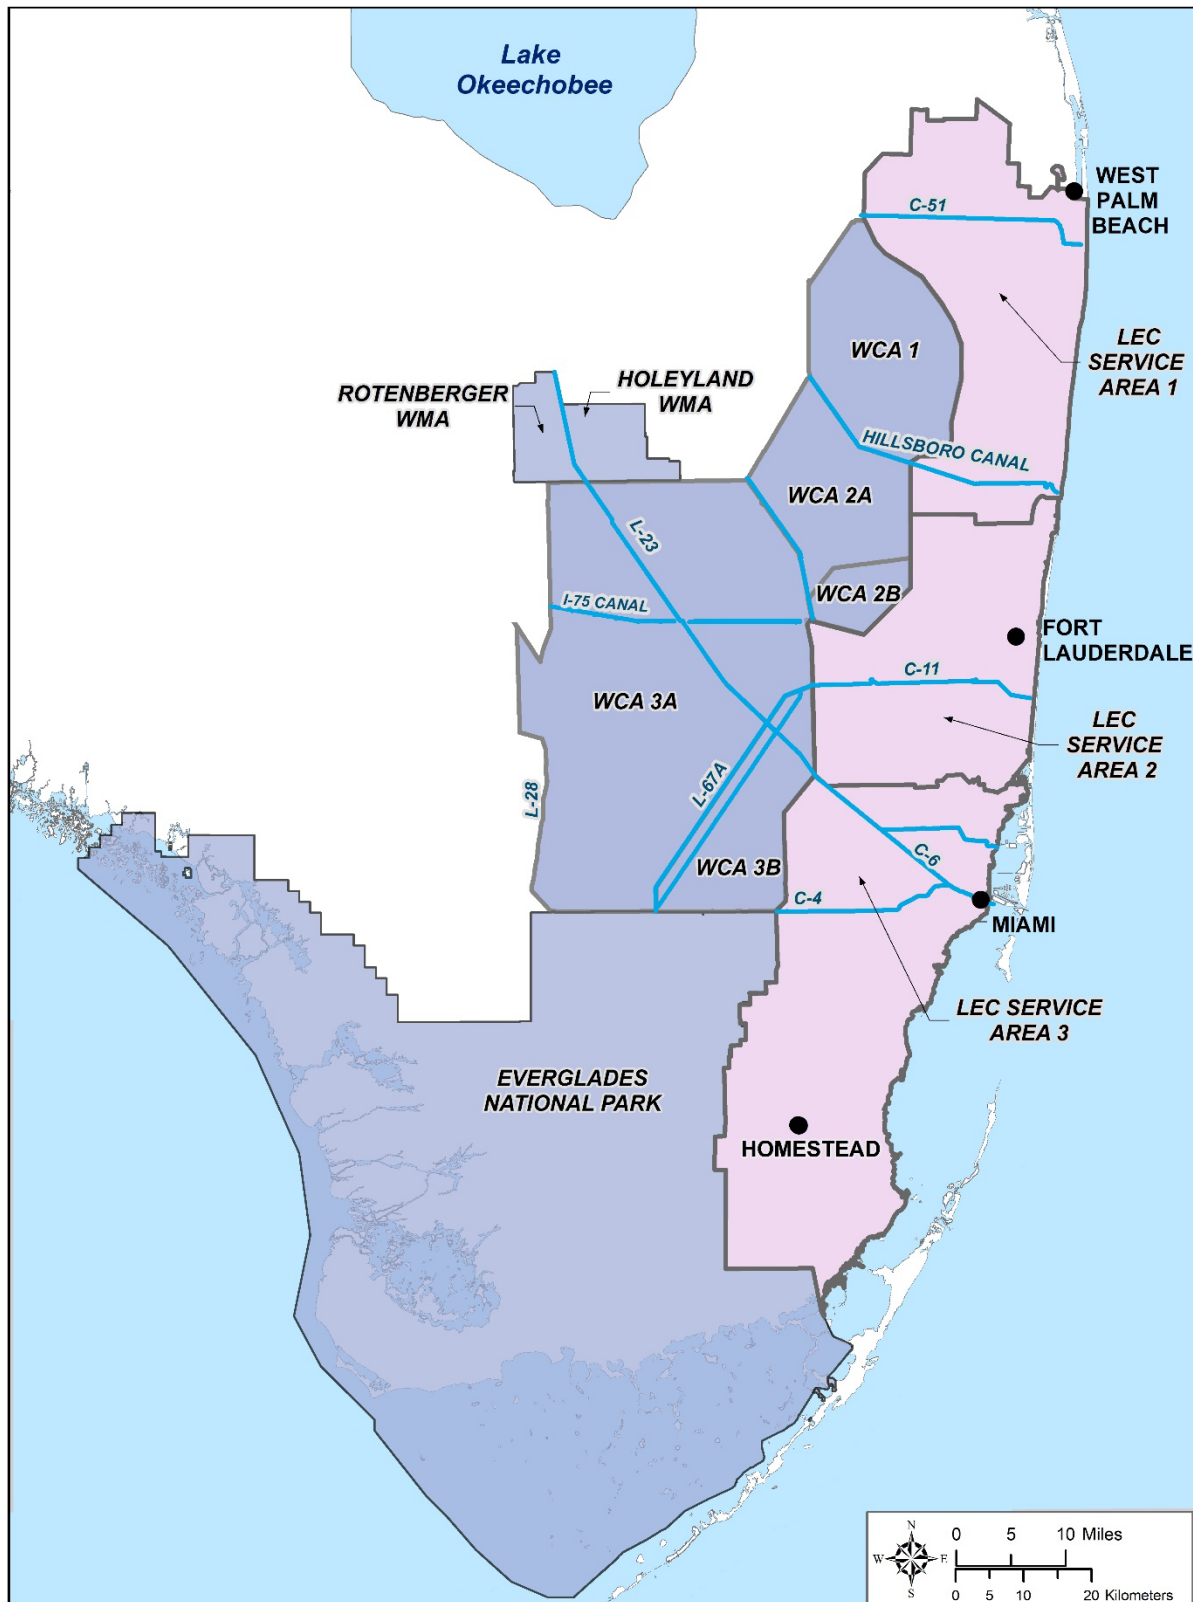 Lake
Okeechobee
WEST
PALM
BEACH
C-51
LEC
SERVICE
AREA 1
WCA 1
ROTENBERGER
WMA
HOLEYLAND
WMA
HILLSBORO CANAL
WCA 2A
L-23
WCA 2B
I-75 CANAL
FORT
LAUDERDALE
C-11
WCA 3A
LEC
SERVICE
AREA 2
L-28
L-67A
WCA 3B
C-6
C-4
MIAMI
LEC SERVICE
AREA 3
EVERGLADES
NATIONAL PARK
HOMESTEAD
N
W
E
S
0 5 10 Miles
0 5 10 20 Kilometers